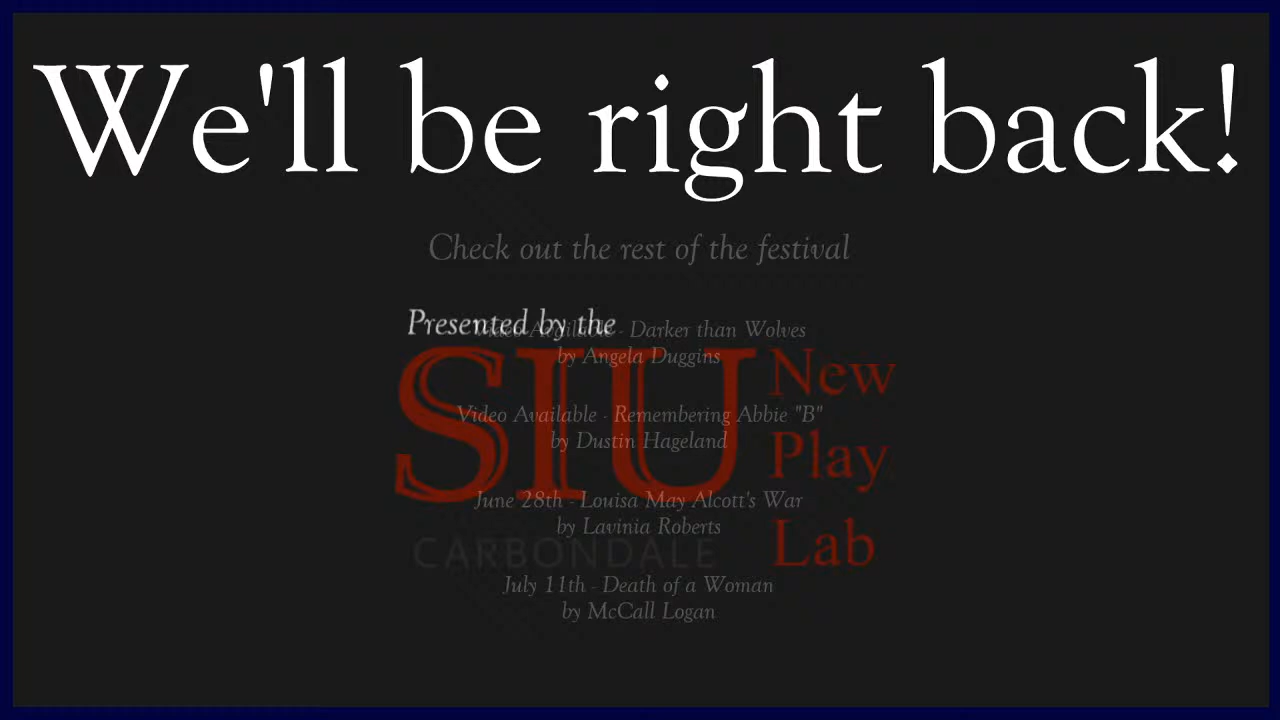 We'll be right back!
Check out the rest of the festival
Presented by the
Video Available - Darker than Wolves
by Angela Duggins
SIU
New
Play
Lab
CARBONDALE
Video Available - Remembering Abbie "B"
by Dustin Hageland
June 28th - Louisa May Alcott's War
by Lavinia Roberts
July 11th - Death of a Woman
by McCall Logan